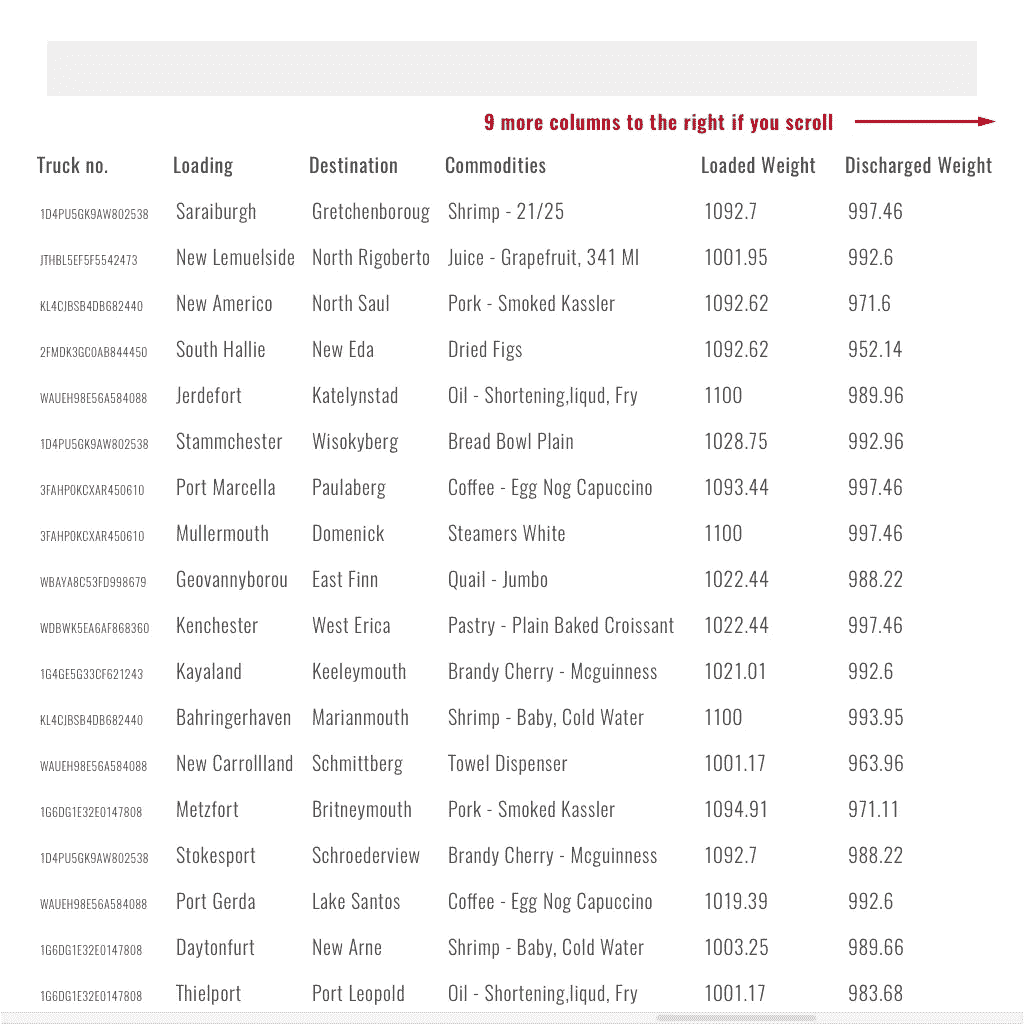 9 more columns to the right if you scroll
Truck no. Loading Destination Commodities Loaded Weight Discharged Weight
1D4PU5GK9AW802538 Saraiburgh Gretchenboroug Shrimp - 21/25 1092.7 997.46
JTHBL5EF5F5542473 New Lemuelside North Rigoberto Juice - Grapefruit, 341 Ml 1001.95 992.6
KL4CJBSB4DB682440 New Americo North Saul Pork - Smoked Kassler 1092.62 971.6
2FMDK3GC0AB844450 South Hallie New Eda Dried Figs 1092.62 952.14
WAUEH98E56A584088 Jerdefort Katelynstad Oil - Shortening,liqud, Fry 1100 989.96
1D4PU5GK9AW802538 Stammchester Wisokyberg Bread Bowl Plain 1028.75 992.96
3FAHP0KCXAR450610 Port Marcella Paulaberg Coffee - Egg Nog Capuccino 1093.44 997.46
3FAHP0KCXAR450610 Mullermouth Domenick Steamers White 1100 997.46
WBAYA8C53FD998679 Geovannyborou East Finn Quail - Jumbo 1022.44 988.22
WDBWK5EA6AF868360 Kenchester West Erica Pastry - Plain Baked Croissant 1022.44 997.46
1G4GE5G33CF621243 Kayaland Keeleymouth Brandy Cherry - Mcguinness 1021.01 992.6
KL4CJBSB4DB682440 Bahringerhaven Marianmouth Shrimp - Baby, Cold Water 1100 993.95
WAUEH98E56A584088 New Carrollland Schmittberg Towel Dispenser 1001.17 963.96
1G6DG1E32E0147808 Metzfort Britneymouth Pork - Smoked Kassler 1094.91 971.11
1D4PU5GK9AW802538 Stokesport Schroederview Brandy Cherry - Mcguinness 1092.7 988.22
WAUEH98E56A584088 Port Gerda Lake Santos Coffee - Egg Nog Capuccino 1019.39 992.6
1G6DG1E32E0147808 Daytonfurt New Arne Shrimp - Baby, Cold Water 1003.25 989.66
1G6DG1E32E0147808 Thielport Port Leopold Oil - Shortening,liqud, Fry 1001.17 983.68